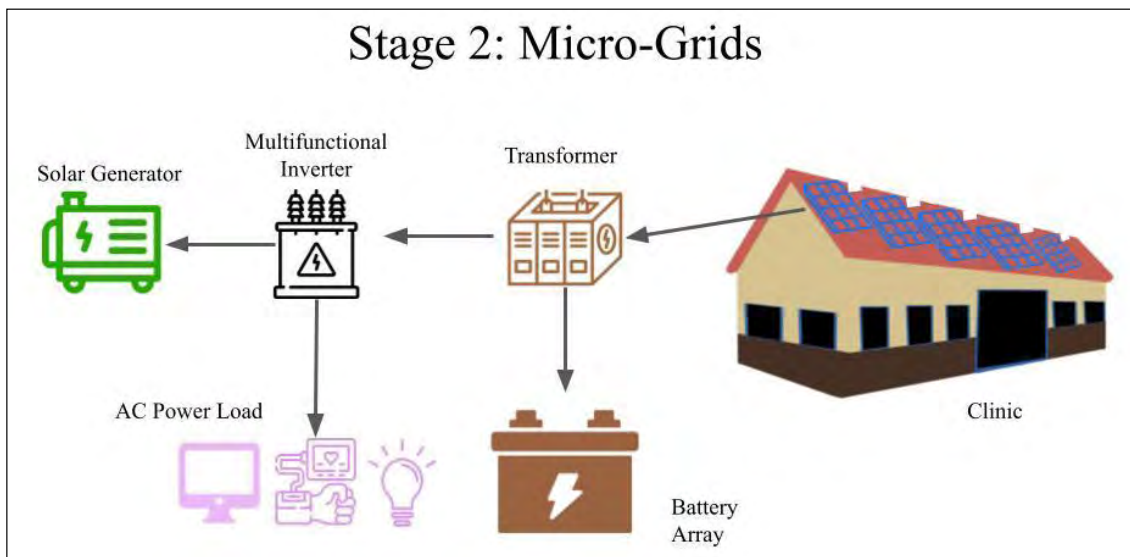 Stage 2: Micro-Grids
Solar Generator
Multifunctional
Inverter
Transformer
AC Power Load
Clinic
Battery
Array